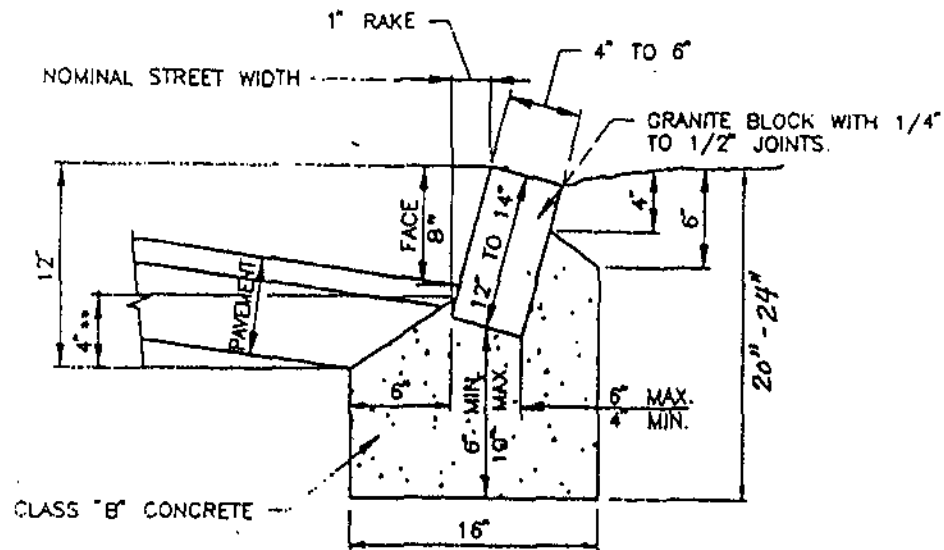 1" RAKE
4" TO 6"
NOMINAL STREET WIDTH
GRANITE BLOCK WITH 1/4"
TO 1/2" JOINTS.
12"
FACE
8"
12" TO 14"
4"
6"
4" **
PAVEMENT
20"-24"
6"
6" MIN.
10" MAX.
6" MAX.
4" MIN.
CLASS "B" CONCRETE
16"